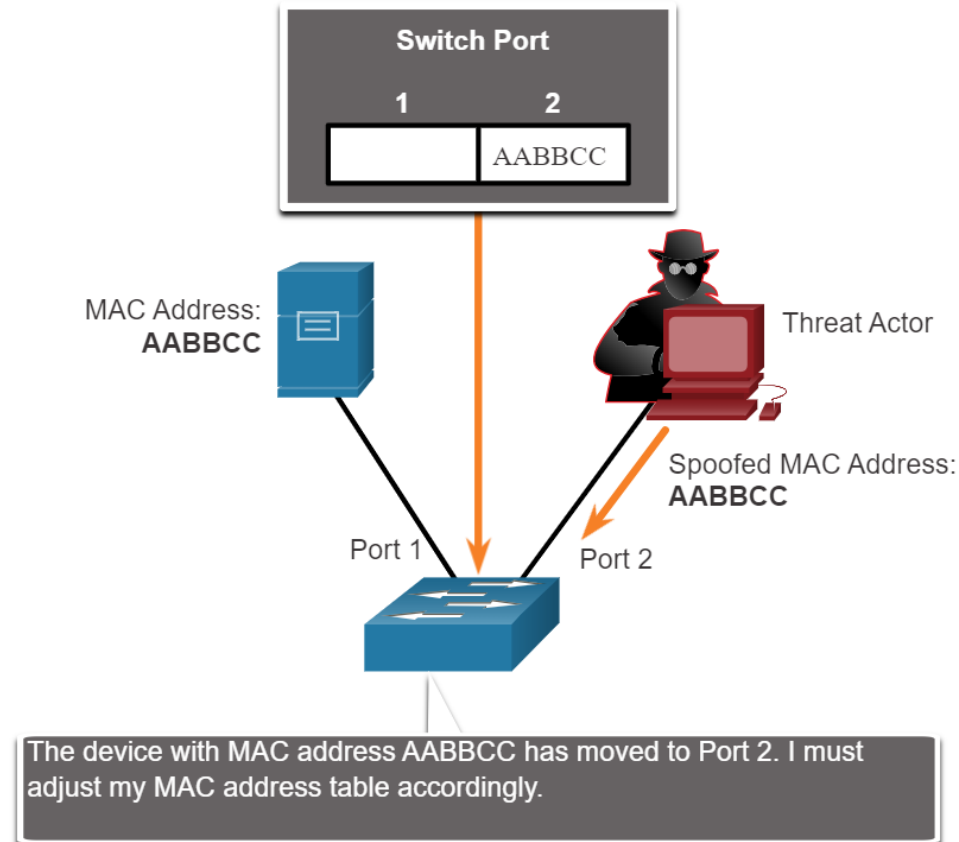 Switch Port
1 2
AABBCC
MAC Address:
AABBCC
Threat Actor
Spoofed MAC Address:
AABBCC
Port 1
Port 2
The device with MAC address AABBCC has moved to Port 2. I must
adjust my MAC address table accordingly.